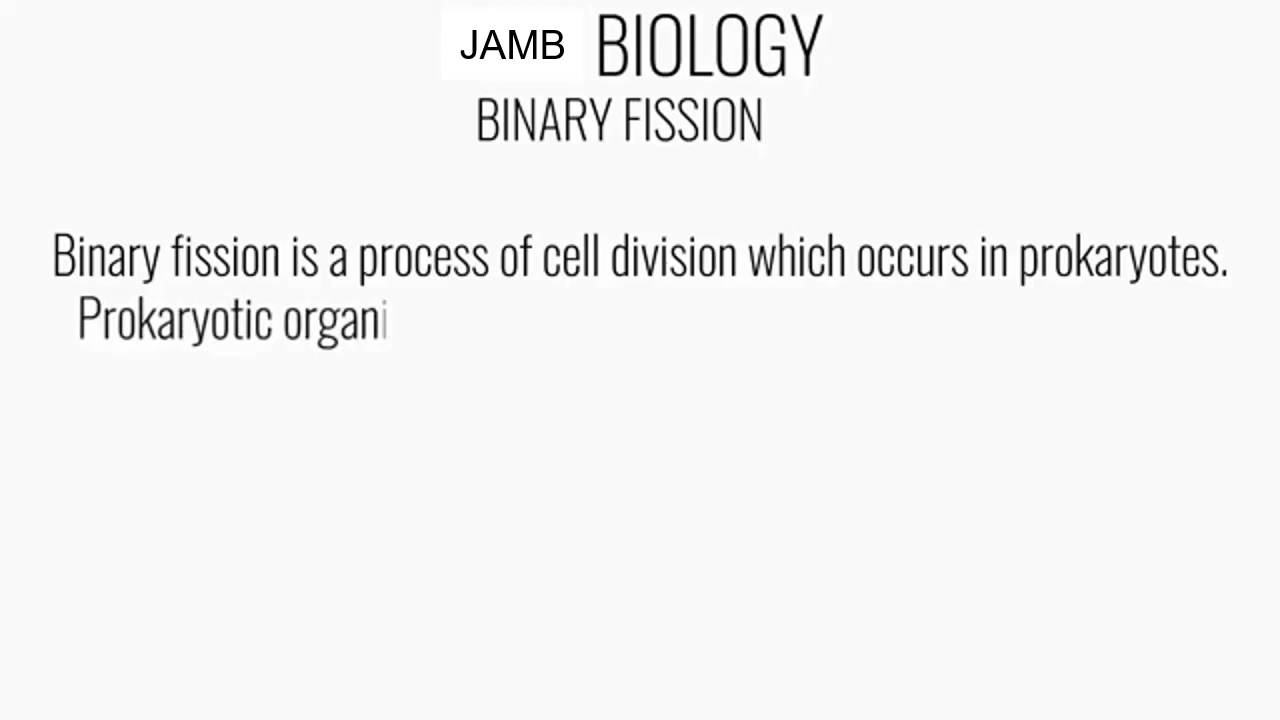 JAMB BIOLOGY
BINARY FISSION
Binary fission is a process of cell division which occurs in prokaryotes.
Prokaryotic organi